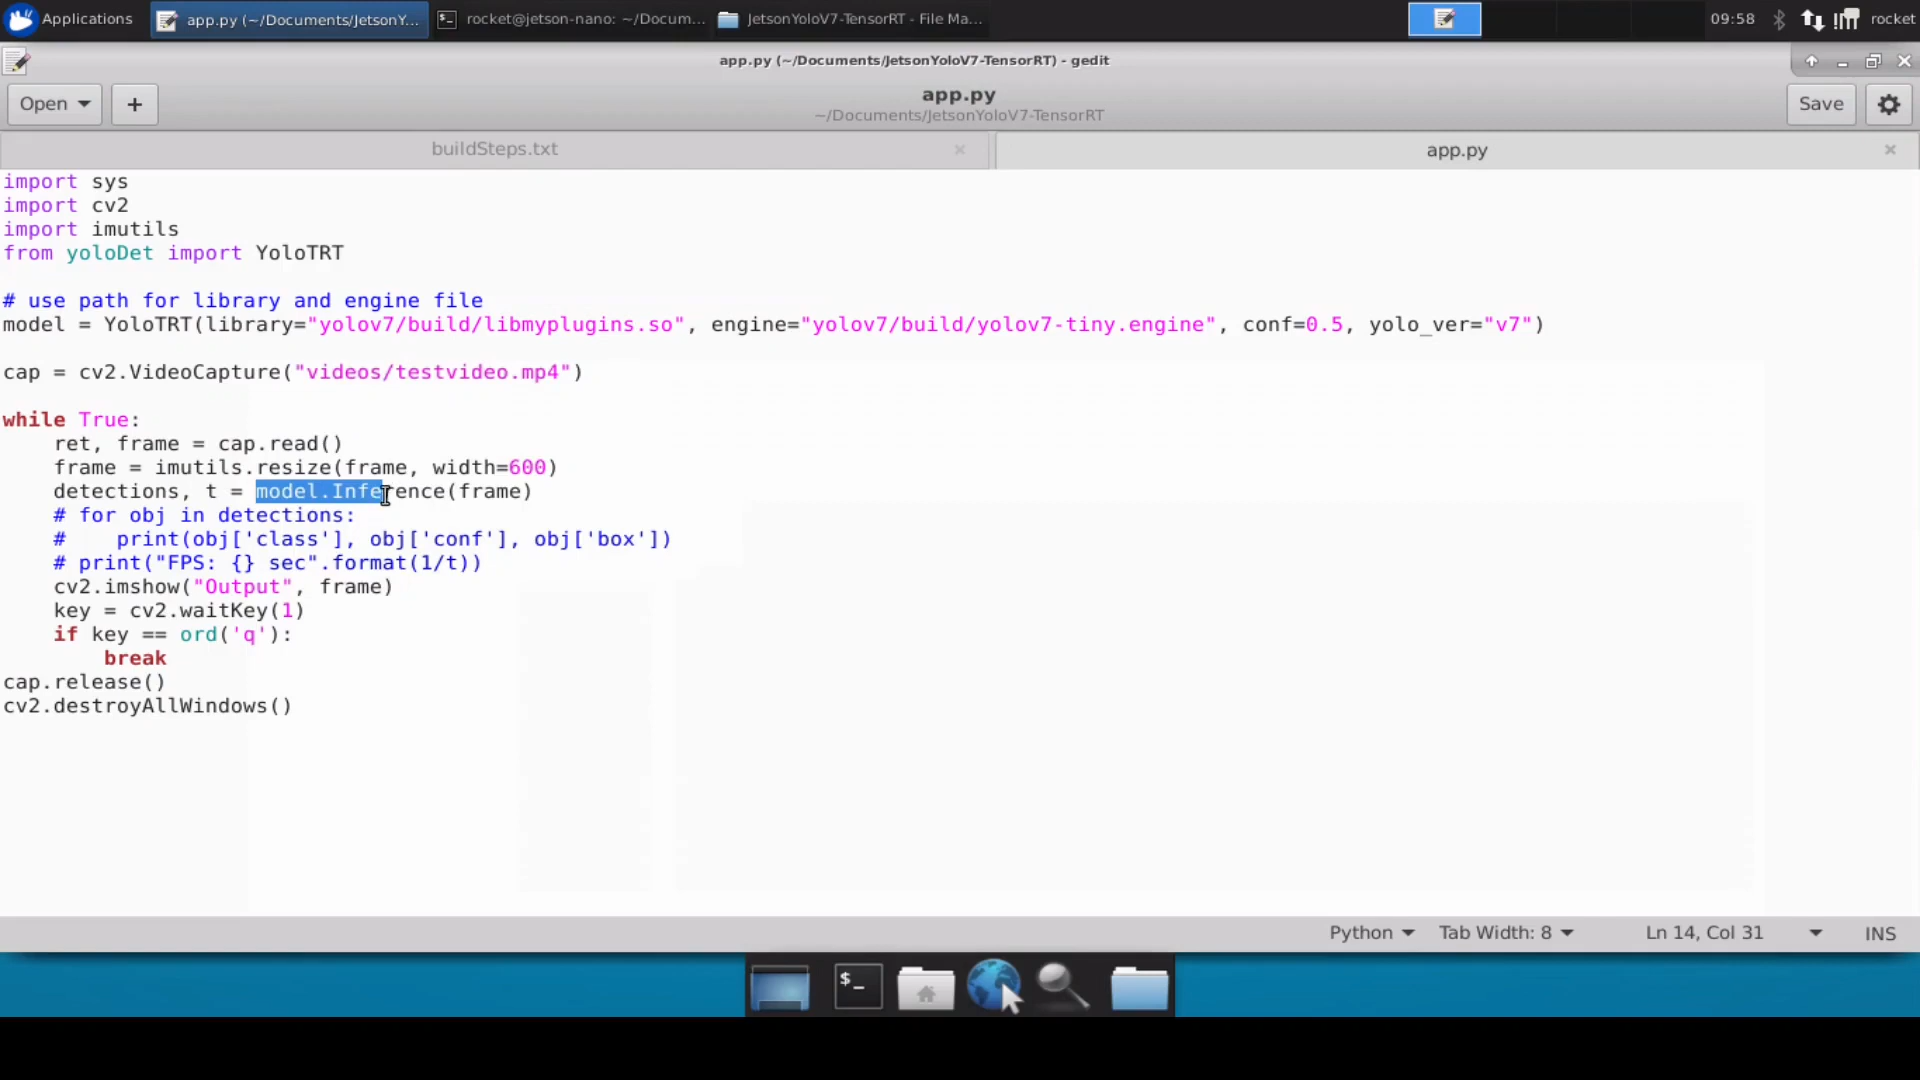 Applications
app.py (~/Documents/JetsonY...
rocket@jetson-nano: ~/Docum...
JetsonYoloV7-TensorRT - File Ma...
09:58
rocket
app.py (~/Documents/JetsonYoloV7-TensorRT) - gedit
Open
+
app.py
~/Documents/JetsonYoloV7-TensorRT
Save
buildSteps.txt
app.py
import sys
import cv2
import imutils
from yoloDet import YoloTRT
# use path for library and engine file
model = YoloTRT(library="yolov7/build/libmyplugins.so", engine="yolov7/build/yolov7-tiny.engine", conf=0.5, yolo_ver="v7")
cap = cv2.VideoCapture("videos/testvideo.mp4")
while True:
    ret, frame = cap.read()
    frame = imutils.resize(frame, width=600)
    detections, t = model.Inference(frame)
    # for obj in detections:
    #    print(obj['class'], obj['conf'], obj['box'])
    # print("FPS: {} sec".format(1/t))
    cv2.imshow("Output", frame)
    key = cv2.waitKey(1)
    if key == ord('q'):
        break
cap.release()
cv2.destroyAllWindows()
Python
Tab Width: 8
Ln 14, Col 31
INS
$_